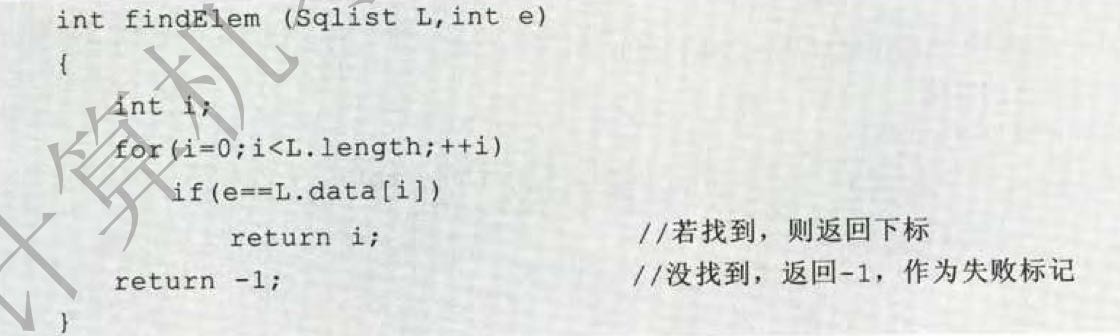 int findElem (Sqlist L,int e)
{
int i;
for(i=0;i<L.length;++i)
if(e==L.data[i])
return i; //若找到，则返回下标
return -1; //没找到，返回-1，作为失败标记
}
计算机